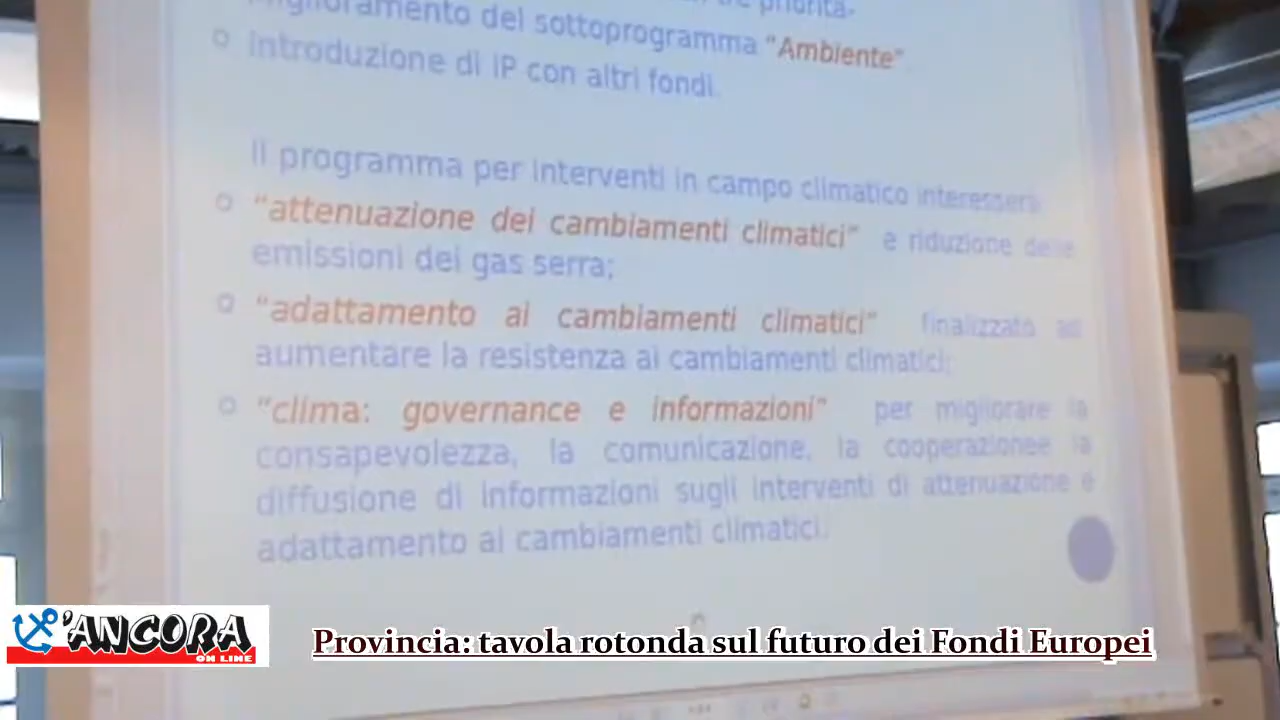 priorità.
Miglioramento del sottoprogramma "Ambiente".
Introduzione di IP con altri fondi.
Il programma per interventi in campo climatico interesserà
"attenuazione dei cambiamenti climatici" e riduzione delle
emissioni dei gas serra;
"adattamento ai cambiamenti climatici" finalizzato ad
aumentare la resistenza ai cambiamenti climatici;
"clima: governance e informazioni" per migliorare la
consapevolezza, la comunicazione, la cooperazionee la
diffusione di informazioni sugli interventi di attenuazione e
adattamento ai cambiamenti climatici.
L'ANCORA
ON LINE
Provincia: tavola rotonda sul futuro dei Fondi Europei